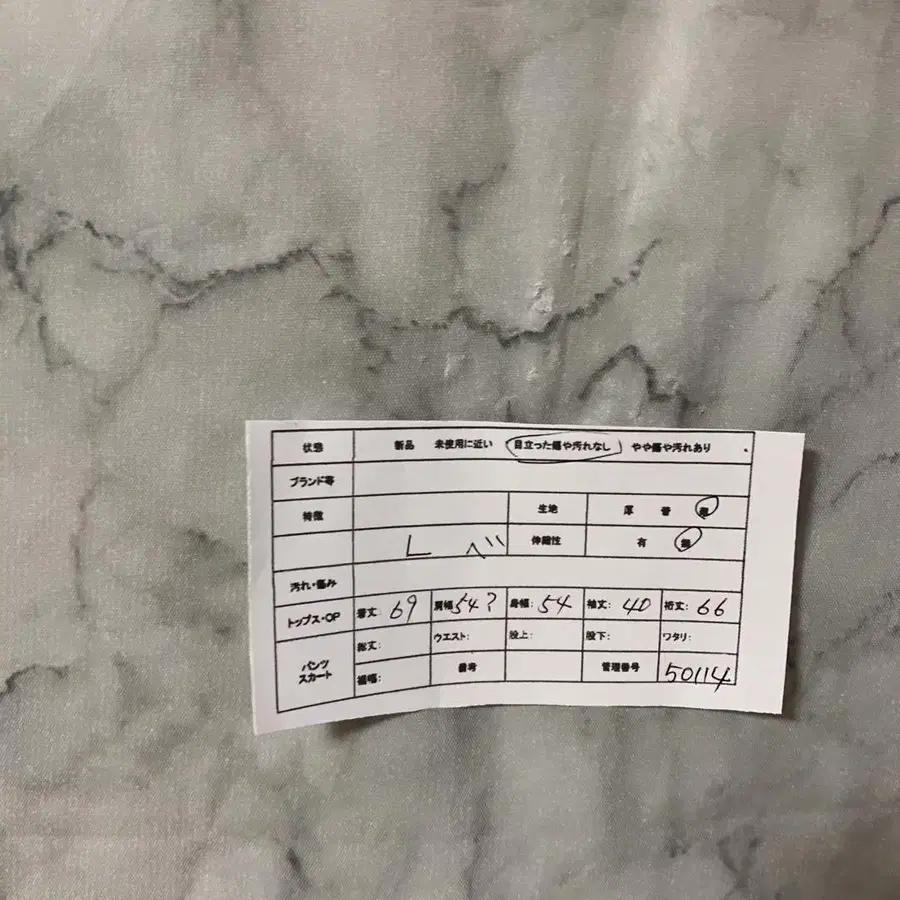 状態 新品 未使用に近い 目立った傷や汚れなし やや傷や汚れあり
ブランド等
特徴 生地 厚 普 薄
L ベ 伸縮性 有 無
汚れ・傷み
トップス・OP 着丈: 69 肩幅 54? 身幅: 54 袖丈: 40 裄丈: 66
パンツ スカート 総丈: ウエスト: 股上: 股下: ワタリ:
裾幅: 備考 管理番号 50114